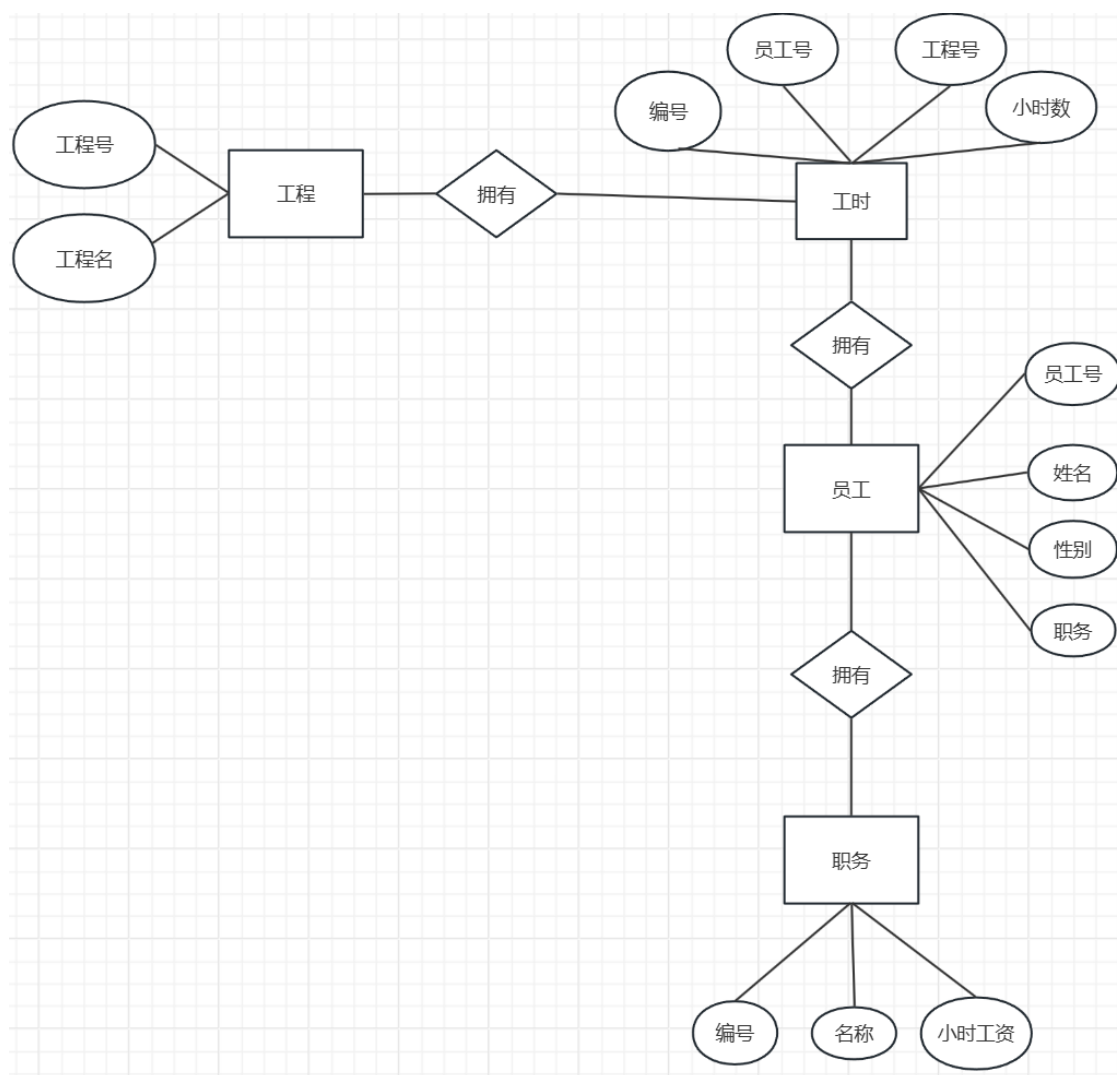 员工号
工程号
编号
小时数
工程号
工程
拥有
工时
工程名
拥有
员工号
姓名
员工
性别
职务
拥有
职务
编号
名称
小时工资